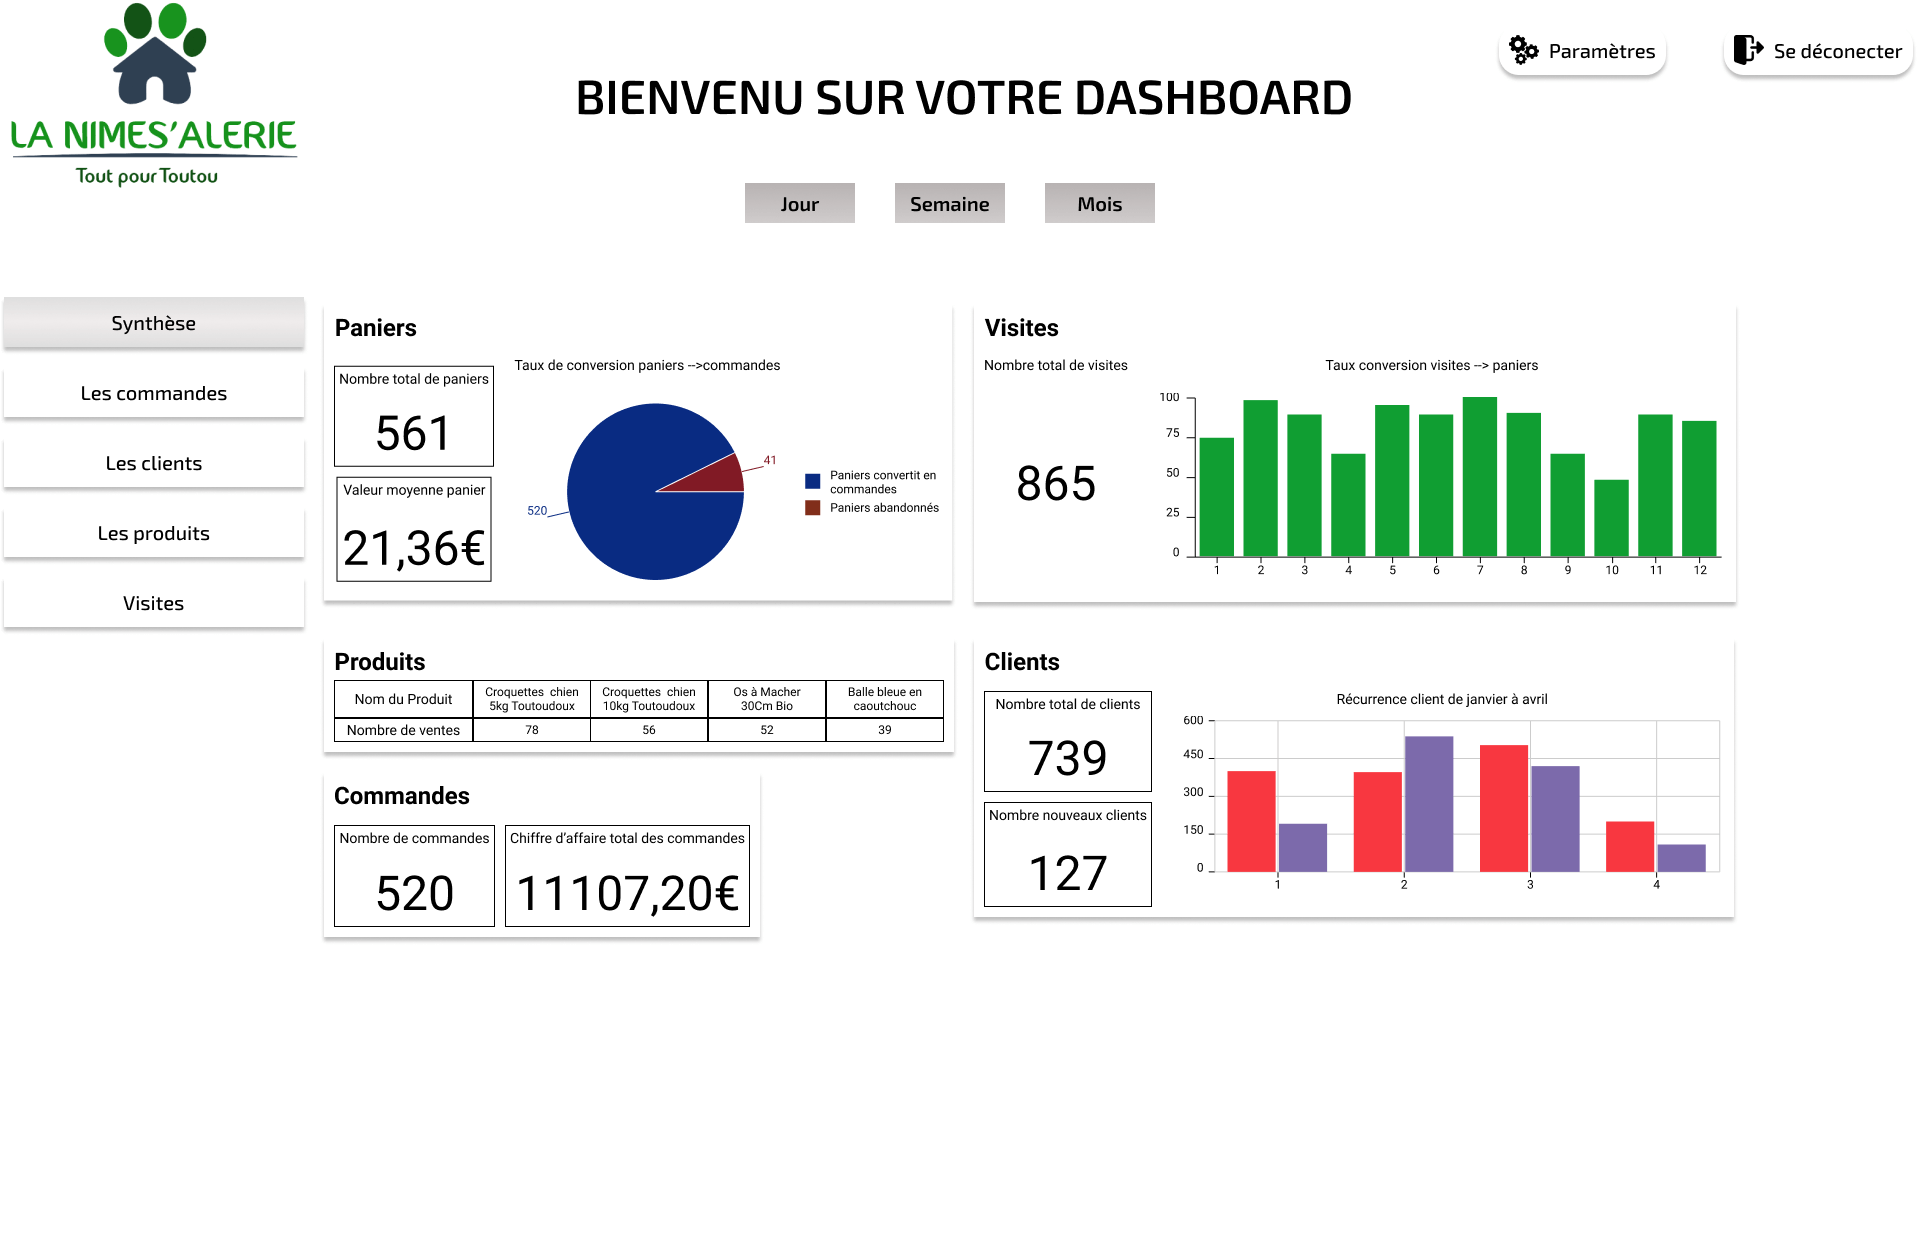 LA NIMES'ALERIE
Tout pour Toutou
Paramètres
Se déconecter
BIENVENU SUR VOTRE DASHBOARD
Jour
Semaine
Mois
Synthèse
Les commandes
Les clients
Les produits
Visites
Paniers
Nombre total de paniers
561
Valeur moyenne panier
21,36€
Taux de conversion paniers -->commandes
41
520
Paniers convertit en
commandes
Paniers abandonnés
Visites
Nombre total de visites
865
Taux conversion visites --> paniers
100
75
50
25
0
1 2 3 4 5 6 7 8 9 10 11 12
Produits
Nom du Produit
Croquettes chien
5kg Toutoudoux
Croquettes chien
10kg Toutoudoux
Os à Macher
30Cm Bio
Balle bleue en
caoutchouc
Nombre de ventes 78 56 52 39
Commandes
Nombre de commandes
520
Chiffre d'affaire total des commandes
11107,20€
Clients
Nombre total de clients
739
Nombre nouveaux clients
127
Récurrence client de janvier à avril
600
450
300
150
0
1 2 3 4